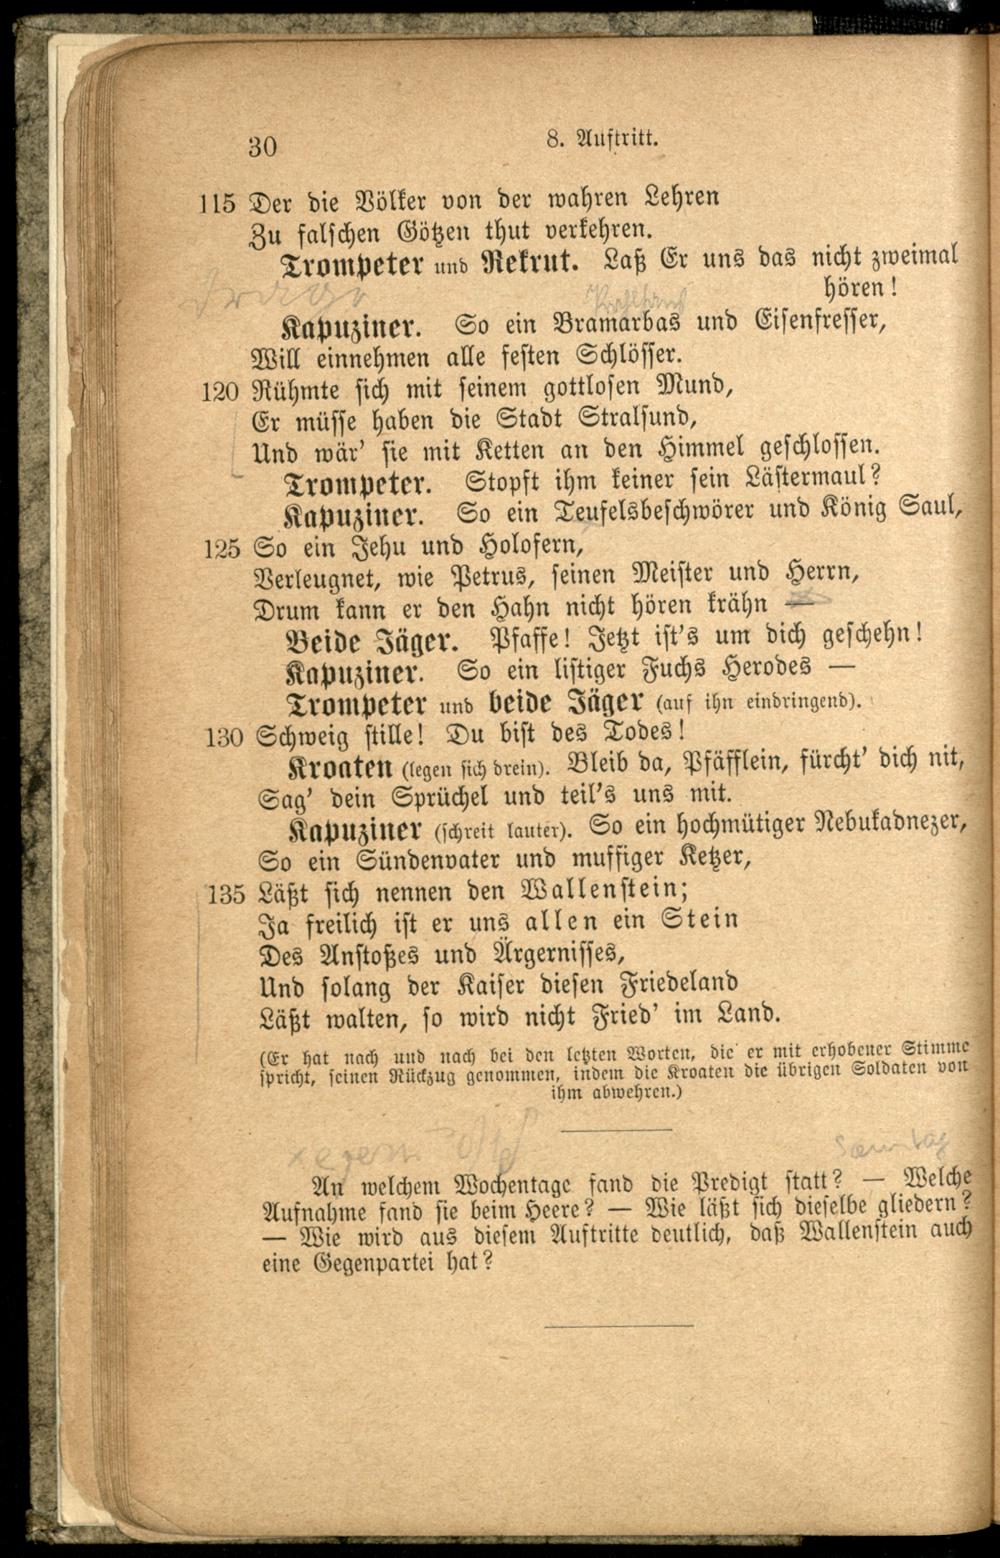 30
8. Auftritt.
115 Der die Völker von der wahren Lehren
Zu falschen Götzen thut verkehren.
Trompeter und Rekrut. Laß Er uns das nicht zweimal
hören!
Kapuziner. So ein Bramarbas und Eisenfresser,
Will einnehmen alle festen Schlösser.
120 Rühmte sich mit seinem gottlosen Mund,
Er müsse haben die Stadt Stralsund,
Und wär' sie mit Ketten an den Himmel geschlossen.
Trompeter. Stopft ihm keiner sein Lästermaul?
Kapuziner. So ein Teufelsbeschwörer und König Saul,
125 So ein Jehu und Holofern,
Verleugnet, wie Petrus, seinen Meister und Herrn,
Drum kann er den Hahn nicht hören krähn —
Beide Jäger. Pfaffe! Jetzt ist's um dich geschehn!
Kapuziner. So ein listiger Fuchs Herodes —
Trompeter und beide Jäger (auf ihn eindringend).
130 Schweig stille! Du bist des Todes!
Kroaten (legen sich drein). Bleib da, Pfäfflein, fürcht' dich nit,
Sag' dein Sprüchel und teil's uns mit.
Kapuziner (schreit lauter). So ein hochmütiger Nebukadnezer,
So ein Sündenvater und muffiger Ketzer,
135 Läßt sich nennen den Wallenstein;
Ja freilich ist er uns allen ein Stein
Des Anstoßes und Ärgernisses,
Und solang der Kaiser diesen Friedeland
Läßt walten, so wird nicht Fried' im Land.
(Er hat nach und nach bei den letzten Worten, die er mit erhobener Stimme
spricht, seinen Rückzug genommen, indem die Kroaten die übrigen Soldaten von
ihm abwehren.)
An welchem Wochentage fand die Predigt statt? — Welche
Aufnahme fand sie beim Heere? — Wie läßt sich dieselbe gliedern?
— Wie wird aus diesem Auftritte deutlich, daß Wallenstein auch
eine Gegenpartei hat?